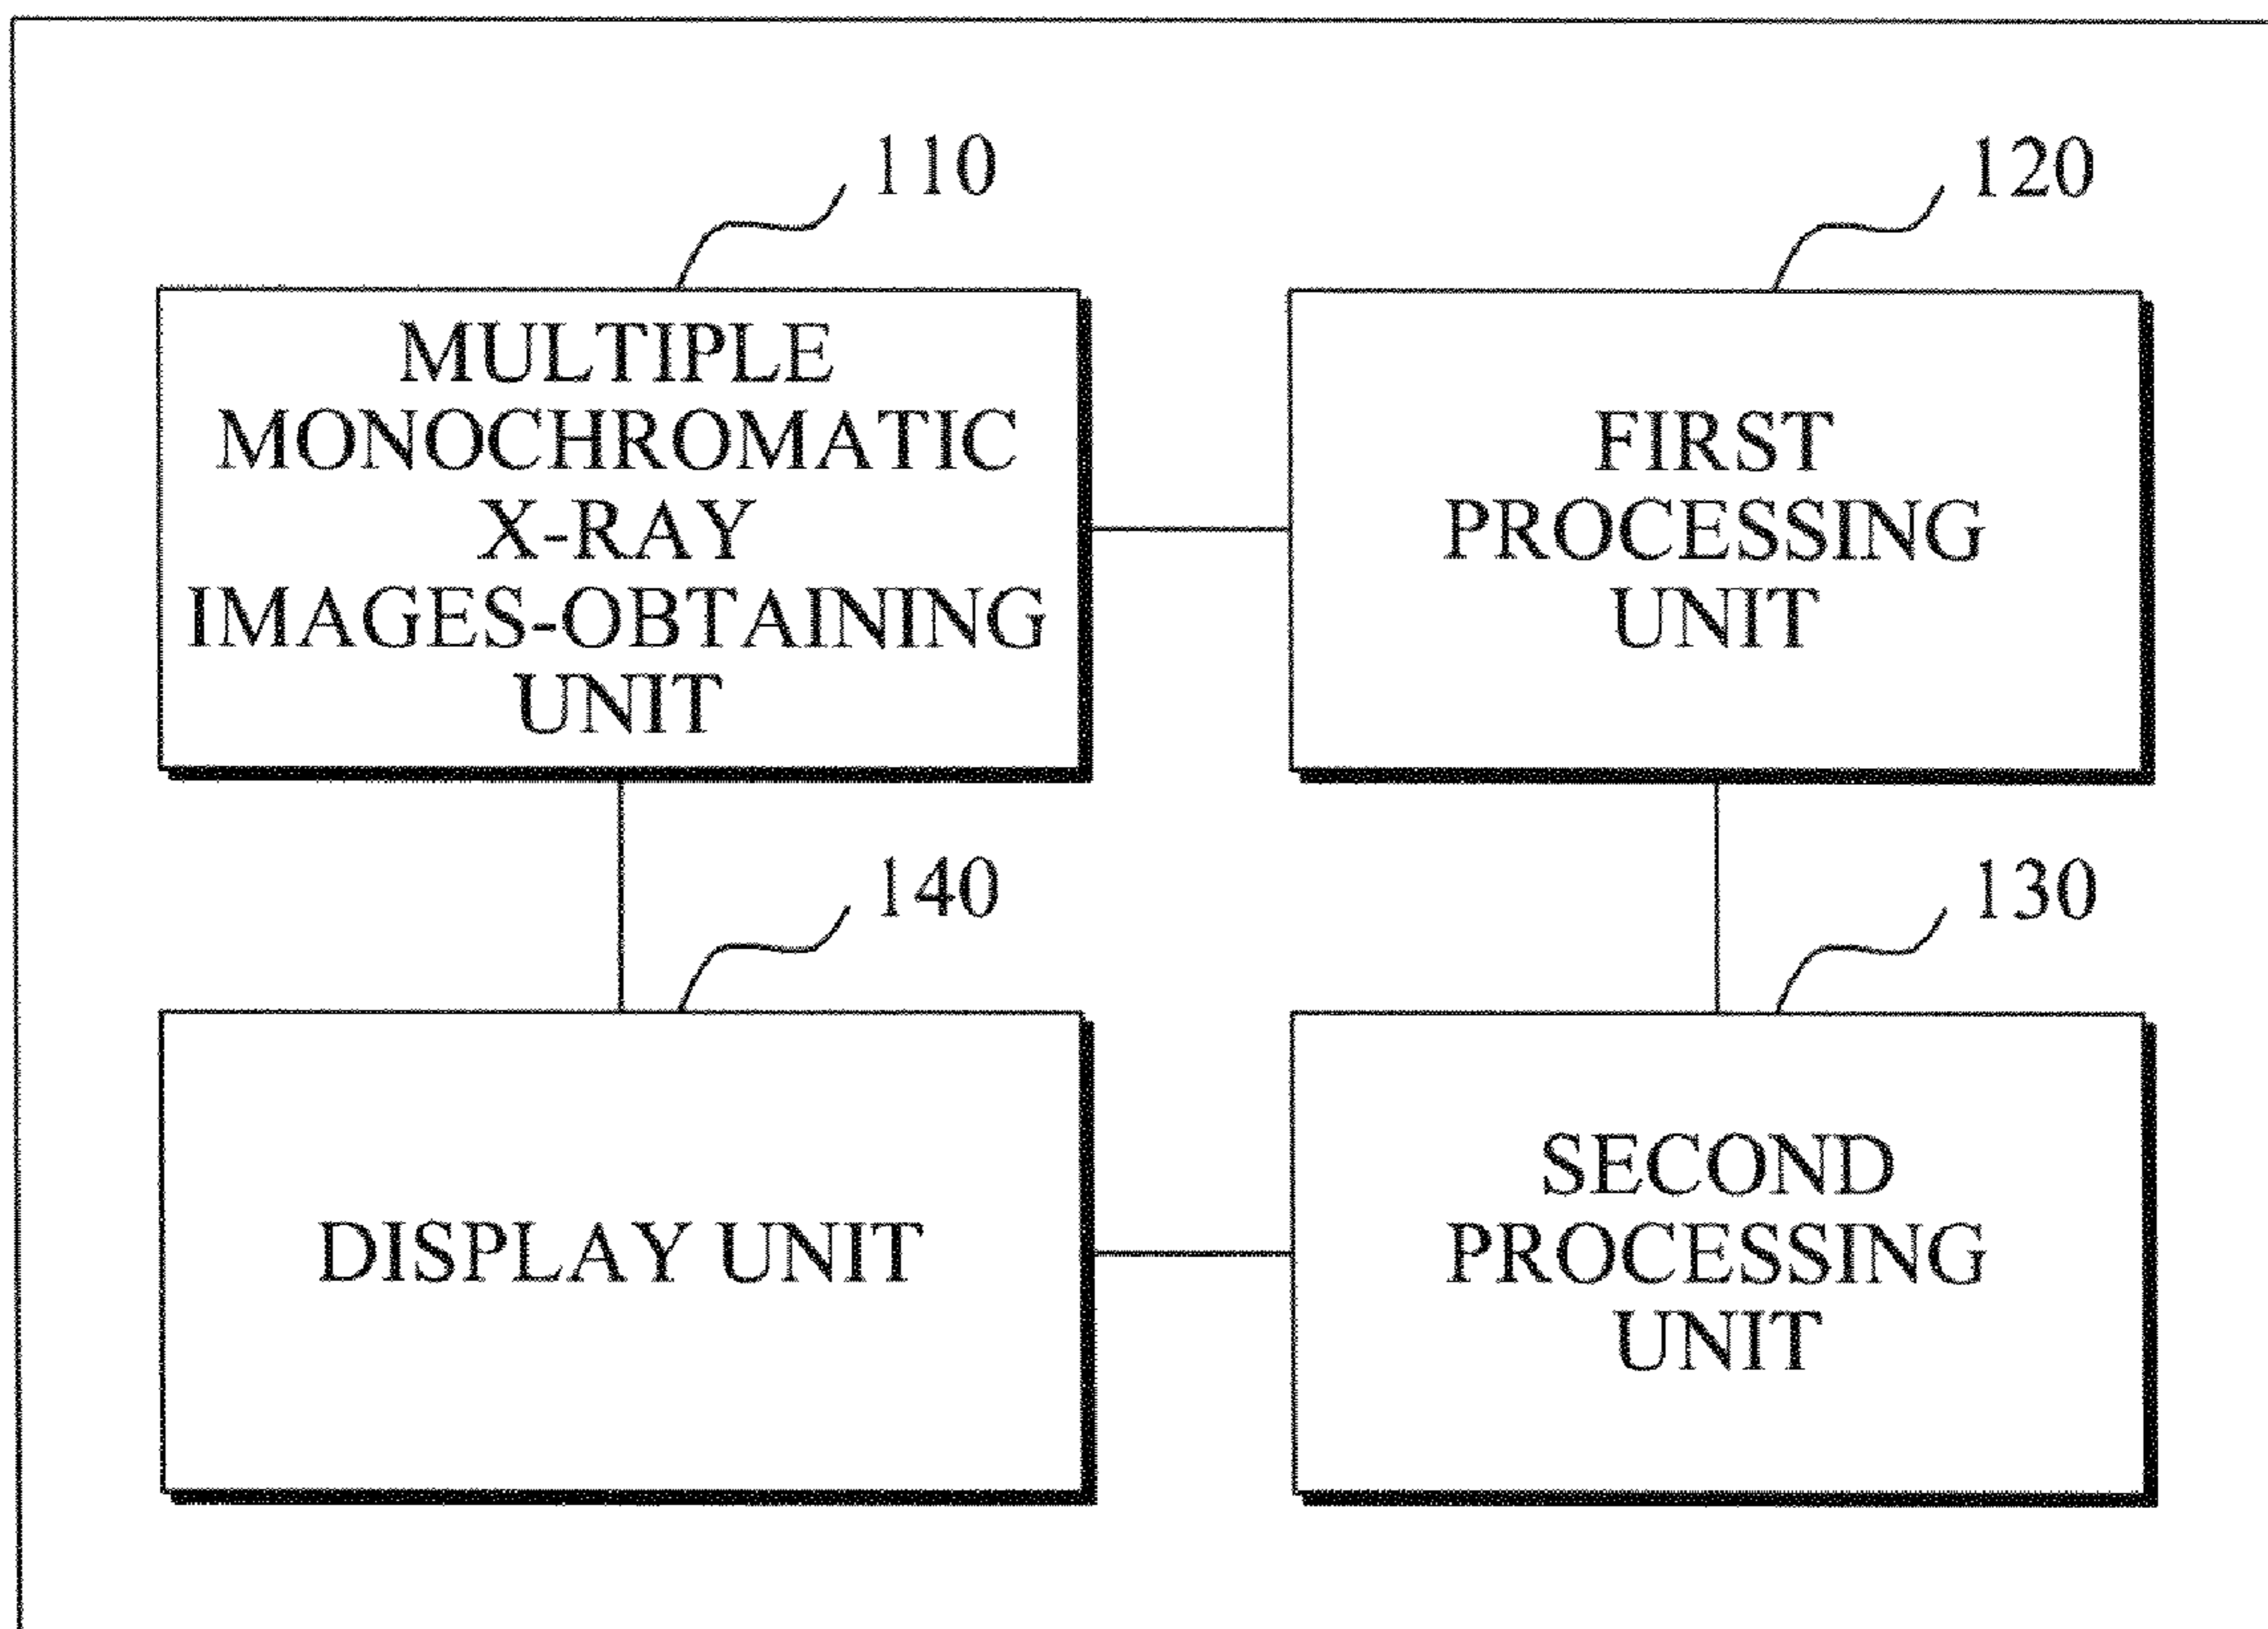 110
MULTIPLE
MONOCHROMATIC
X-RAY
IMAGES-OBTAINING
UNIT
120
FIRST
PROCESSING
UNIT
140
DISPLAY UNIT
130
SECOND
PROCESSING
UNIT